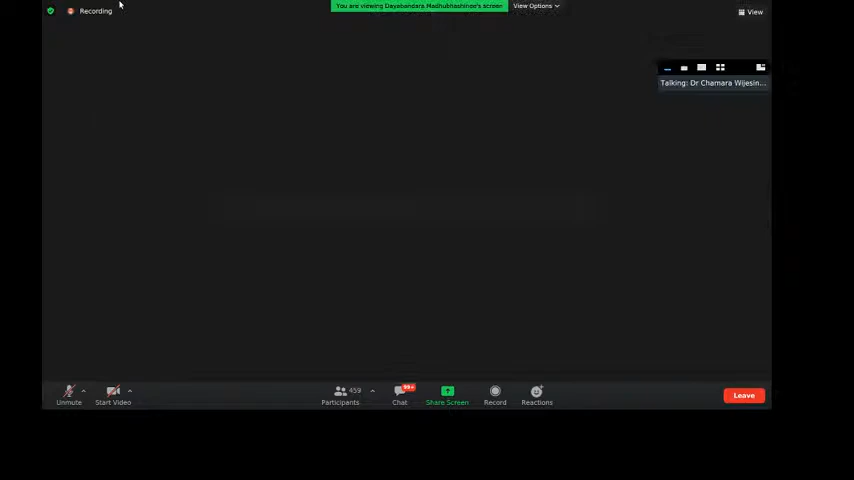 Recording
You are viewing Dayabandara Madhubhashinee's screen
View Options
View
Talking: Dr Chamara Wijesin...
Unmute
Start Video
459
Participants
99+
Chat
Share Screen
Record
Reactions
Leave